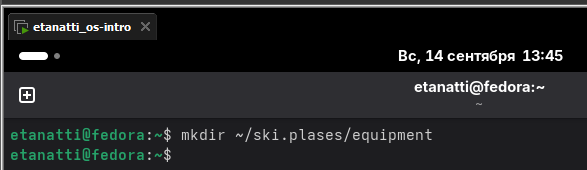 etanatti_os-intro
Вс, 14 сентября 13:45
etanatti@fedora:~
~
etanatti@fedora:~$ mkdir ~/ski.plases/equipment
etanatti@fedora:~$